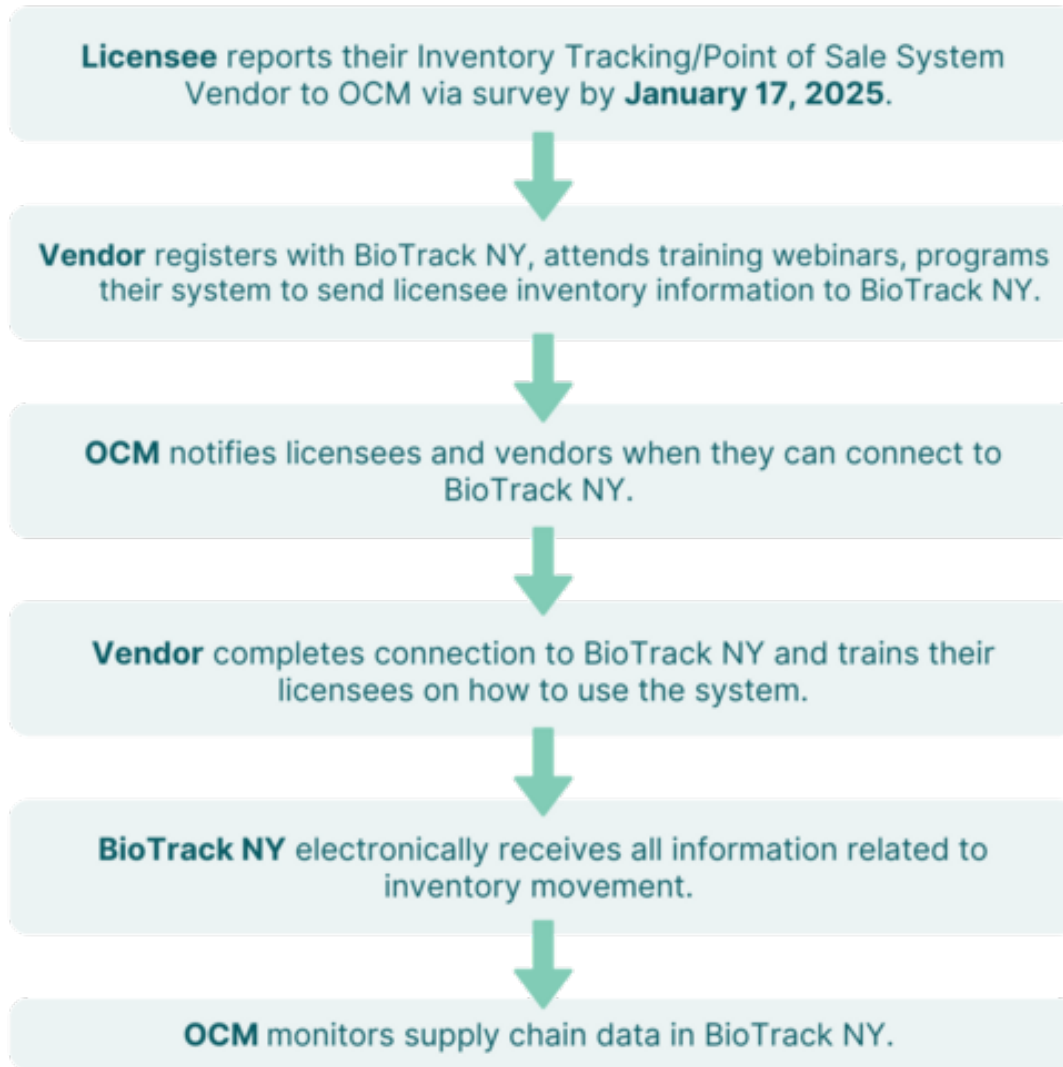 Licensee reports their Inventory Tracking/Point of Sale System
Vendor to OCM via survey by January 17, 2025.
Vendor registers with BioTrack NY, attends training webinars, programs
their system to send licensee inventory information to BioTrack NY.
OCM notifies licensees and vendors when they can connect to
BioTrack NY.
Vendor completes connection to BioTrack NY and trains their
licensees on how to use the system.
BioTrack NY electronically receives all information related to
inventory movement.
OCM monitors supply chain data in BioTrack NY.